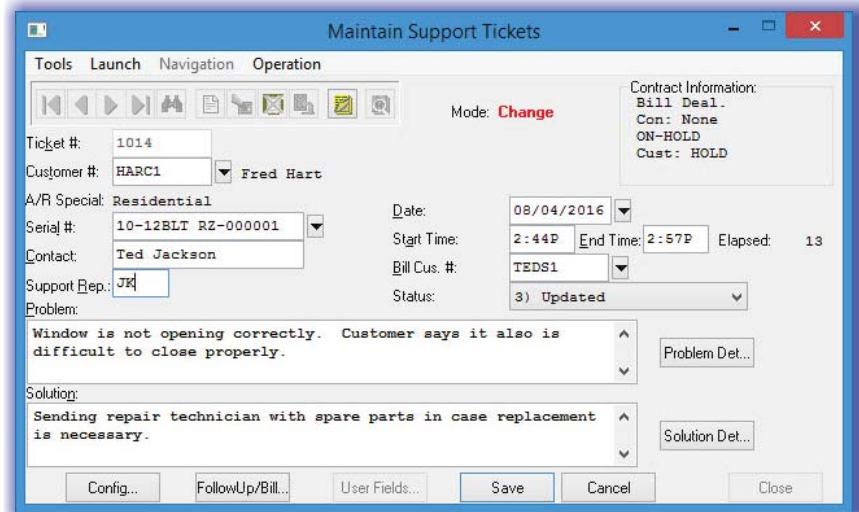 Maintain Support Tickets
Tools Launch Navigation Operation
Mode: Change
Contract Information:
Bill Deal.
Con: None
ON-HOLD
Cust: HOLD
Ticket #: 1014
Customer #: HARC1 Fred Hart
A/R Special: Residential
Serial #: 10-12BLT RZ-000001
Contact: Ted Jackson
Support Rep.: JK
Date: 08/04/2016
Start Time: 2:44P End Time: 2:57P Elapsed: 13
Bill Cus. #: TEDS1
Status: 3) Updated
Problem:
Window is not opening correctly. Customer says it also is
difficult to close properly.
Problem Det...
Solution:
Sending repair technician with spare parts in case replacement
is necessary.
Solution Det...
Config... FollowUp/Bill... User Fields... Save Cancel Close